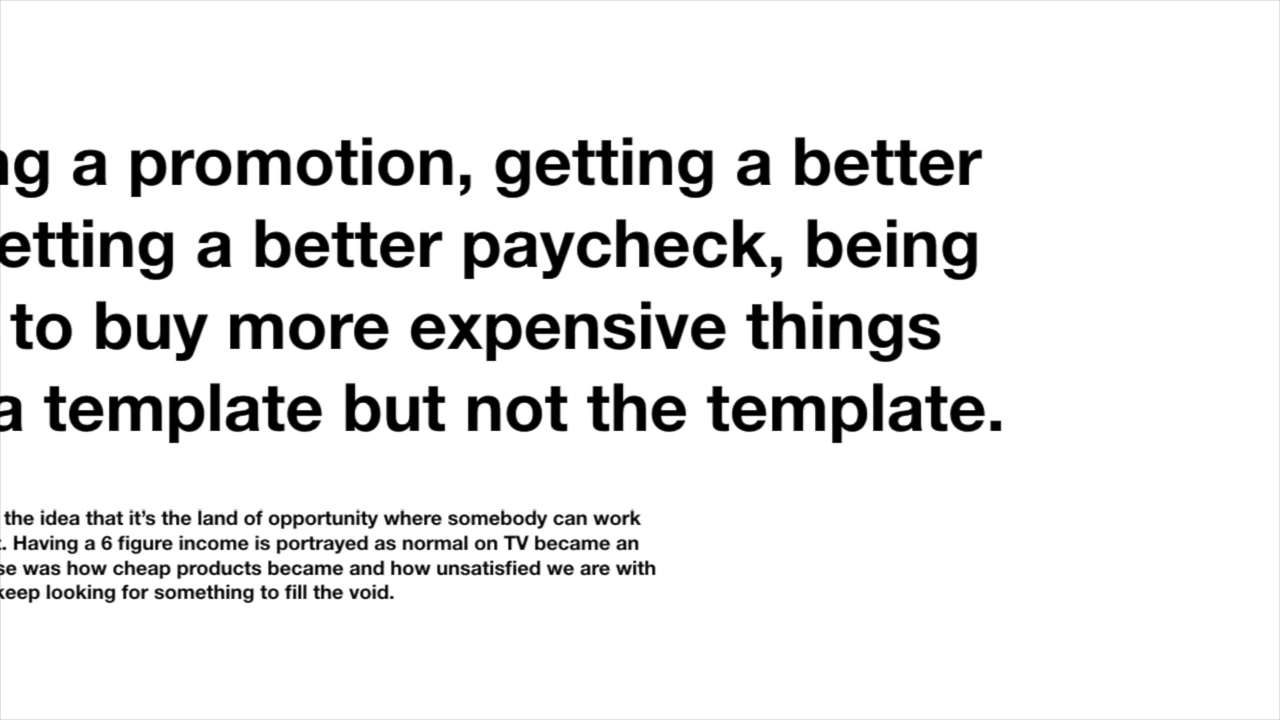 a promotion, getting a better
a better paycheck, being
to buy more expensive things
a template but not the template.
the idea that it’s the land of opportunity where somebody can work
Having a 6 figure income is portrayed as normal on TV became an
was how cheap products became and how unsatisfied we are with
keep looking for something to fill the void.